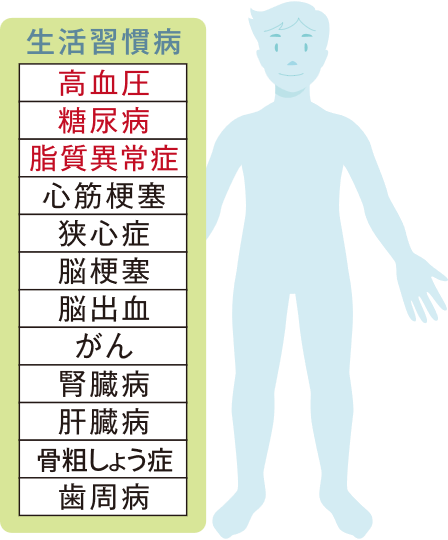 生活習慣病
高血圧
糖尿病
脂質異常症
心筋梗塞
狭心症
脳梗塞
脳出血
がん
腎臓病
肝臓病
骨粗しょう症
歯周病